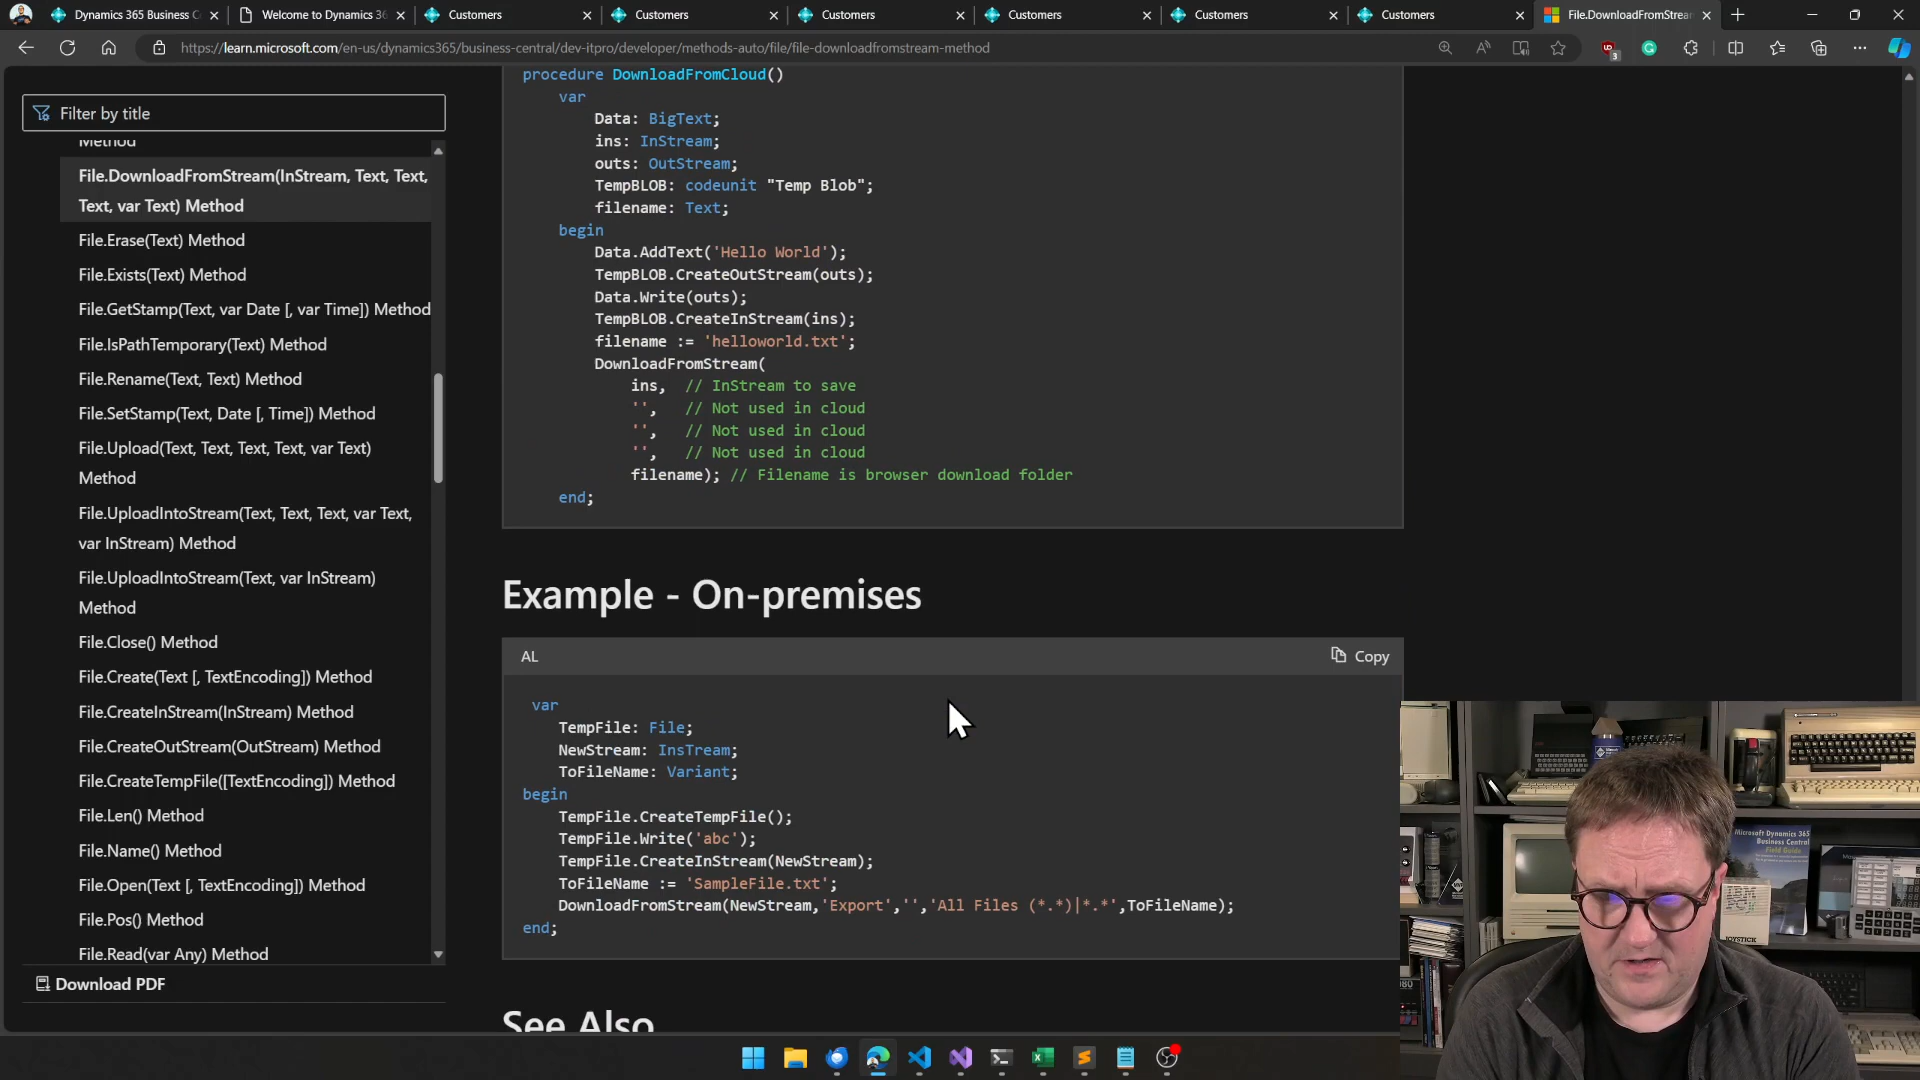 Dynamics 365 Business C
Welcome to Dynamics 36
Customers
Customers
Customers
Customers
Customers
Customers
File.DownloadFromStrea
https://learn.microsoft.com/en-us/dynamics365/business-central/dev-itpro/developer/methods-auto/file/file-downloadfromstream-method
3
Filter by title
Method
File.DownloadFromStream(InStream, Text, Text,
Text, var Text) Method
File.Erase(Text) Method
File.Exists(Text) Method
File.GetStamp(Text, var Date [, var Time]) Method
File.IsPathTemporary(Text) Method
File.Rename(Text, Text) Method
File.SetStamp(Text, Date [, Time]) Method
File.Upload(Text, Text, Text, Text, var Text)
Method
File.UploadIntoStream(Text, Text, Text, var Text,
var InStream) Method
File.UploadIntoStream(Text, var InStream)
Method
File.Close() Method
File.Create(Text [, TextEncoding]) Method
File.CreateInStream(InStream) Method
File.CreateOutStream(OutStream) Method
File.CreateTempFile([TextEncoding]) Method
File.Len() Method
File.Name() Method
File.Open(Text [, TextEncoding]) Method
File.Pos() Method
File.Read(var Any) Method
Download PDF
procedure DownloadFromCloud()
var
Data: BigText;
ins: InStream;
outs: OutStream;
TempBLOB: codeunit "Temp Blob";
filename: Text;
begin
Data.AddText('Hello World');
TempBLOB.CreateOutStream(outs);
Data.Write(outs);
TempBLOB.CreateInStream(ins);
filename := 'helloworld.txt';
DownloadFromStream(
ins,  // InStream to save
'',   // Not used in cloud
'',   // Not used in cloud
'',   // Not used in cloud
filename); // Filename is browser download folder
end;
Example - On-premises
AL
Copy
var
TempFile: File;
NewStream: InsTream;
ToFileName: Variant;
begin
TempFile.CreateTempFile();
TempFile.Write('abc');
TempFile.CreateInStream(NewStream);
ToFileName := 'SampleFile.txt';
DownloadFromStream(NewStream,'Export','','All Files (*.*)|*.*',ToFileName);
end;
See Also
Microsoft Dynamics 365
Business Central
Field Guide
JOYSTICK